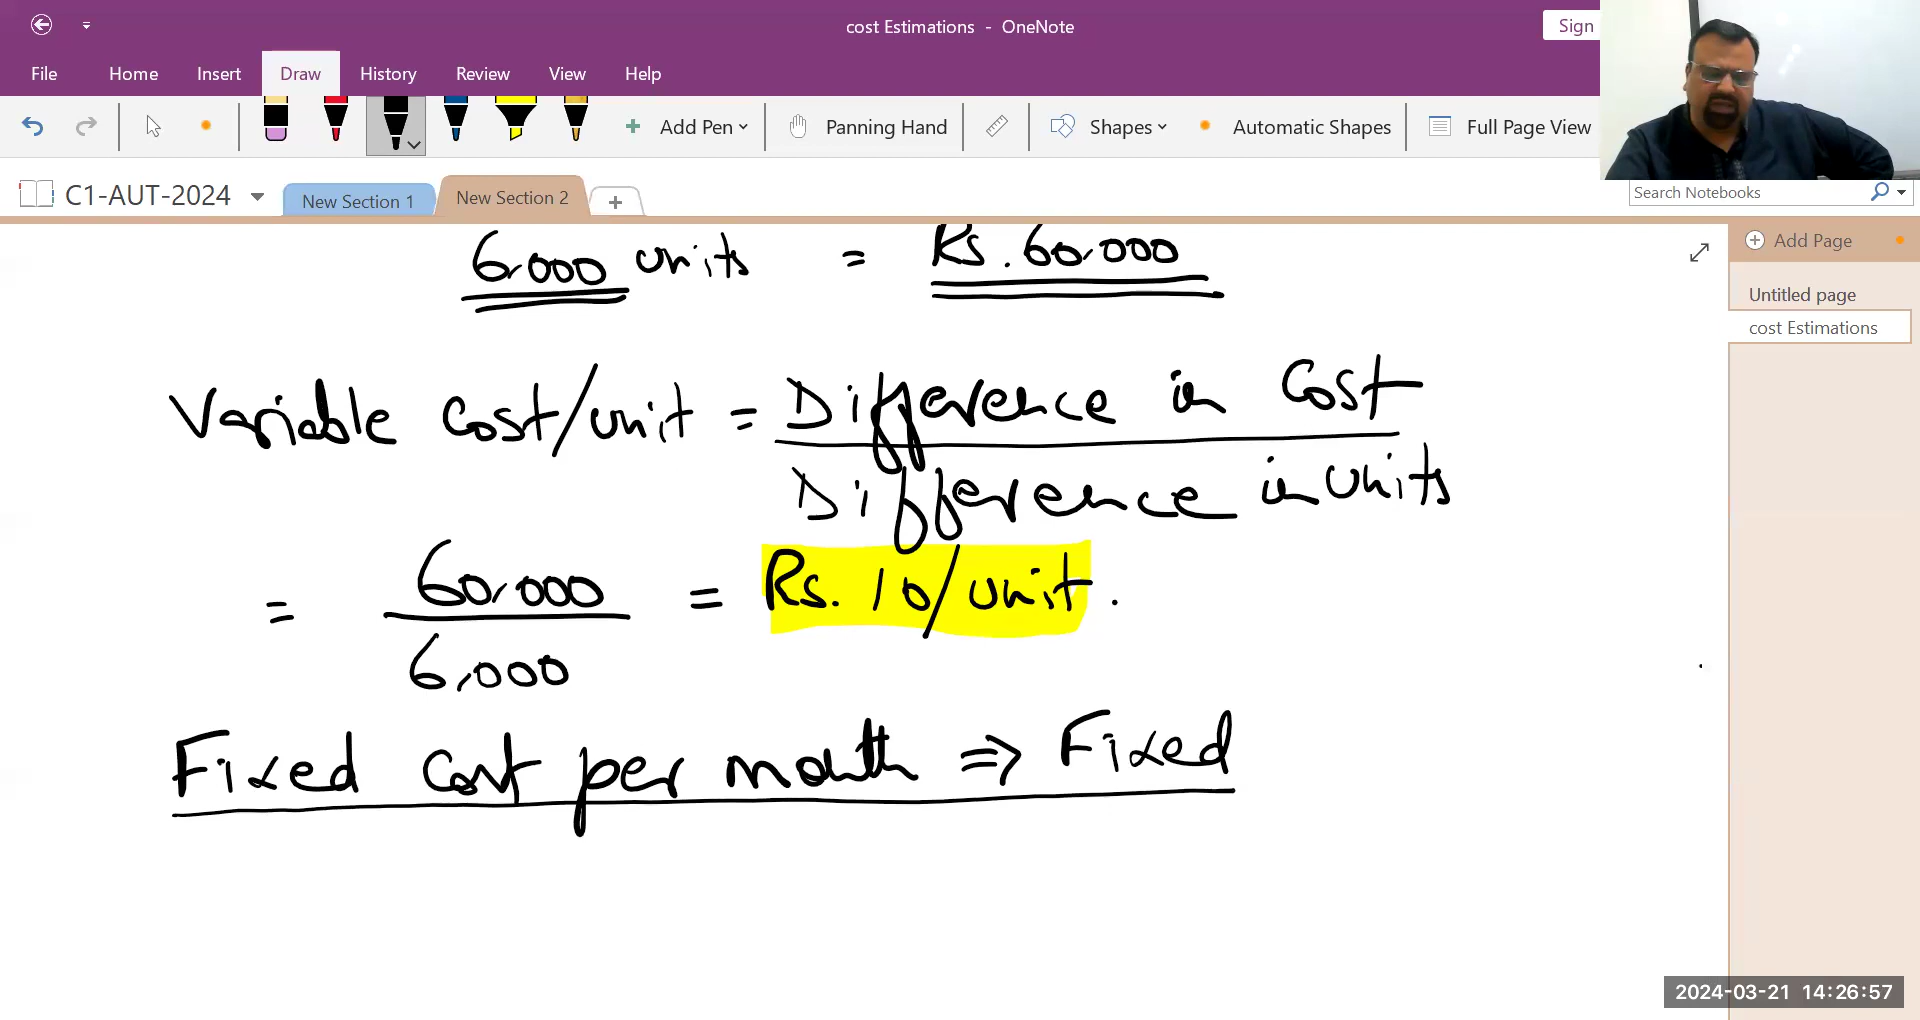 cost Estimations - OneNote
Sign
File Home Insert Draw History Review View Help
Add Pen Panning Hand Shapes Automatic Shapes Full Page View
C1-AUT-2024 New Section 1 New Section 2 +
Search Notebooks
Add Page
Untitled page
cost Estimations
6,000 units = Rs. 60,000
Variable Cost/unit = Difference in Cost
Difference in units
= 60,000 = Rs. 10/unit.
6,000
Fixed cost per month ⇒ Fixed
2024-03-21 14:26:57